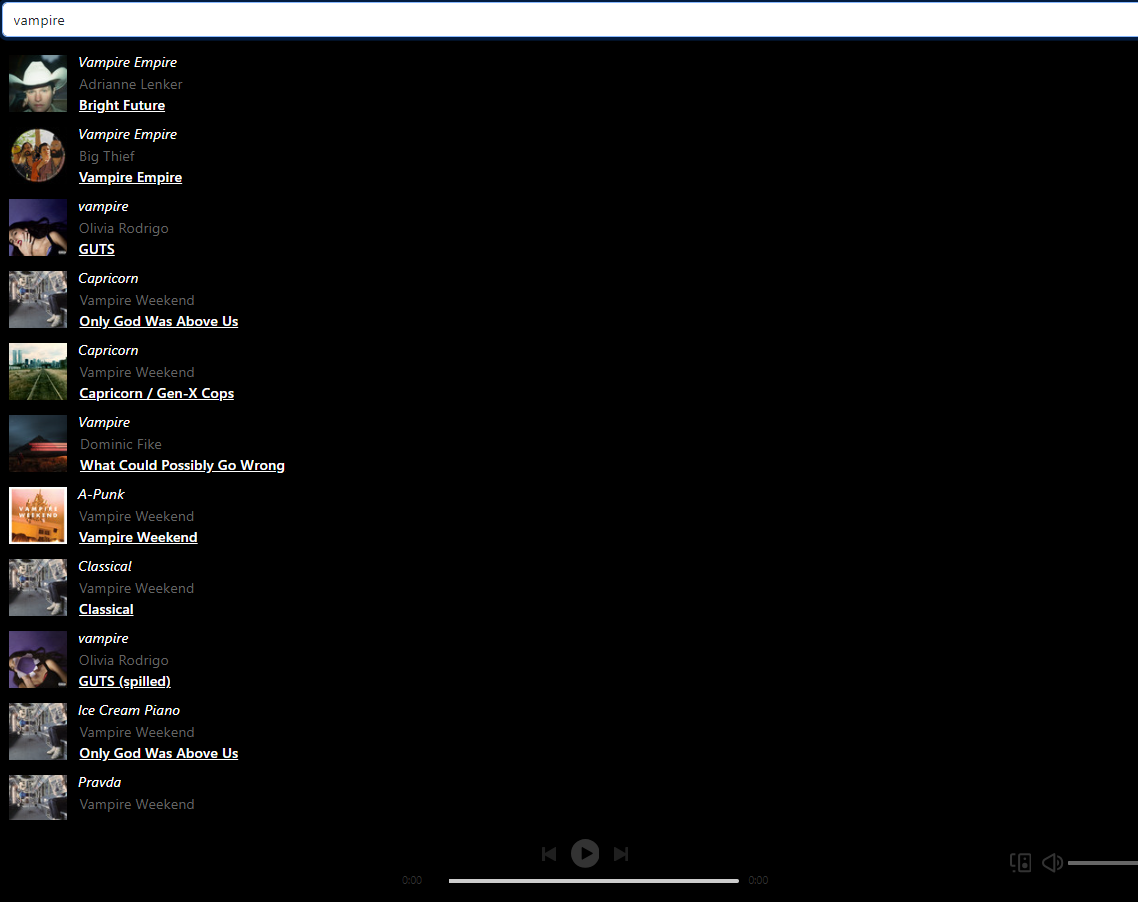 vampire
Vampire Empire
Adrianne Lenker
Bright Future
Vampire Empire
Big Thief
Vampire Empire
vampire
Olivia Rodrigo
GUTS
Capricorn
Vampire Weekend
Only God Was Above Us
Capricorn
Vampire Weekend
Capricorn / Gen-X Cops
Vampire
Dominic Fike
What Could Possibly Go Wrong
A-Punk
Vampire Weekend
VAMPIRE
WEEKEND
Vampire Weekend
Classical
Vampire Weekend
Classical
vampire
Olivia Rodrigo
GUTS (spilled)
Ice Cream Piano
Vampire Weekend
Only God Was Above Us
Pravda
Vampire Weekend
0:00 0:00